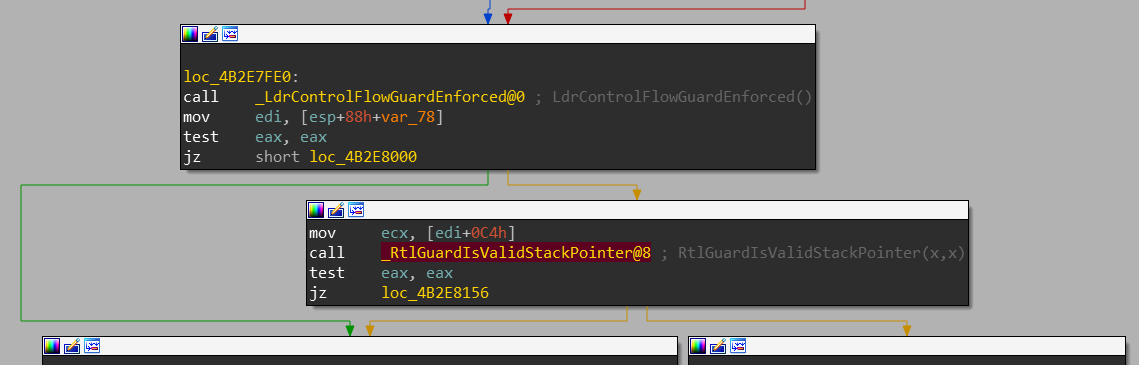 loc_4B2E7FE0:
call _LdrControlFlowGuardEnforced@0 ; LdrControlFlowGuardEnforced()
mov edi, [esp+88h+var_78]
test eax, eax
jz short loc_4B2E8000
mov ecx, [edi+0C4h]
call _RtlGuardIsValidStackPointer@8 ; RtlGuardIsValidStackPointer(x,x)
test eax, eax
jz loc_4B2E8156